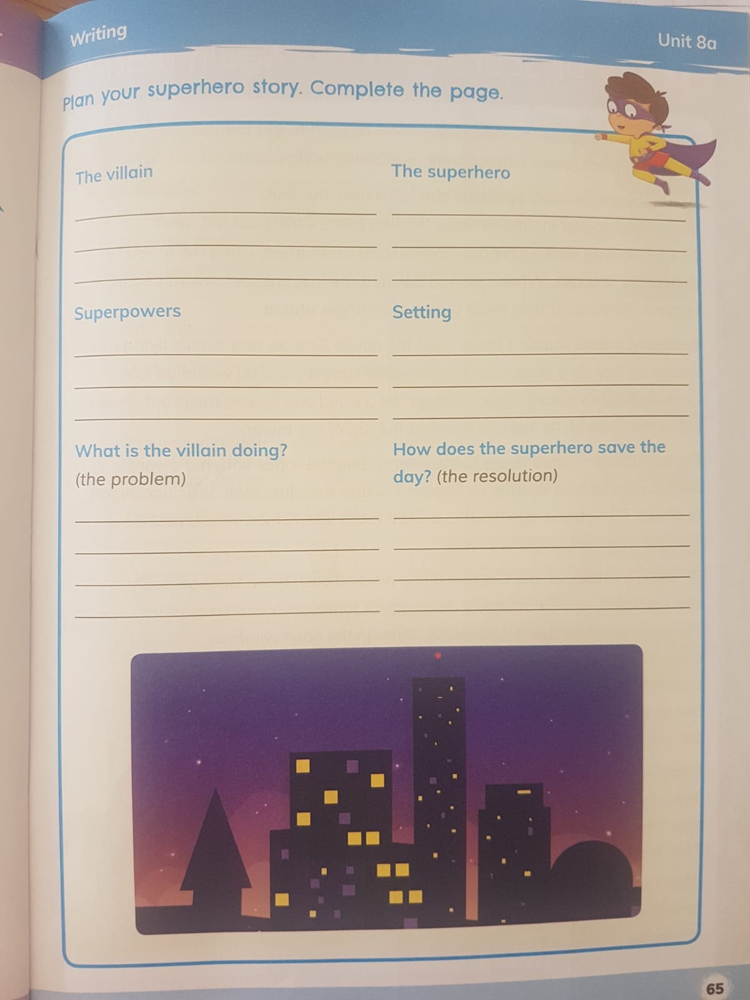 Writing
Unit 8a
Plan your superhero story. Complete the page.
The villain
The superhero
Superpowers
Setting
What is the villain doing?
(the problem)
How does the superhero save the
day? (the resolution)
65